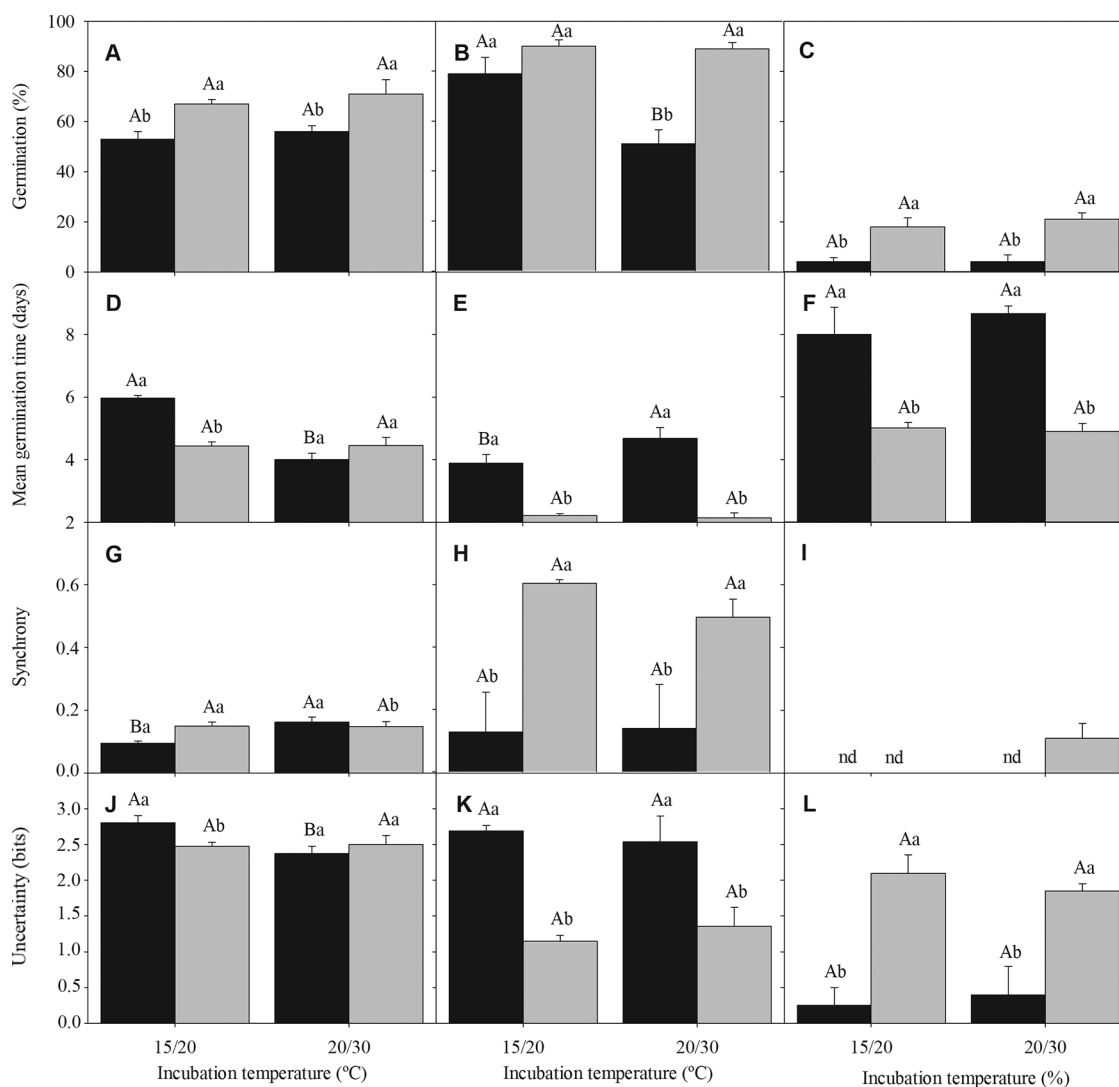 Germination (%)
100
80
60
40
20
0
A
Ab
Aa
Ab
Aa
B
Aa
Aa
Bb
Aa
C
Ab
Aa
Ab
Aa
Mean germination time (days)
8
6
4
2
D
Aa
Ab
Ba
Aa
E
Ba
Ab
Aa
Ab
F
Aa
Ab
Aa
Ab
Synchrony
0.6
0.4
0.2
0.0
G
Ba
Aa
Aa
Ab
H
Ab
Aa
Ab
Aa
I
nd
nd
nd
Uncertainty (bits)
3.0
2.5
2.0
1.5
1.0
0.5
0.0
J
Aa
Ab
Ba
Aa
K
Aa
Ab
Aa
Ab
L
Ab
Aa
Ab
Aa
15/20
20/30
15/20
20/30
15/20
20/30
Incubation temperature (ºC)
Incubation temperature (ºC)
Incubation temperature (%)